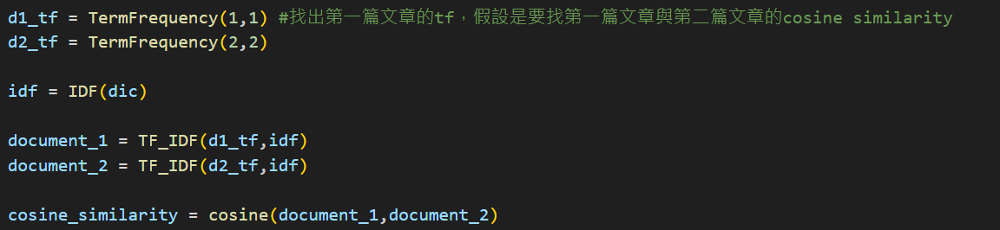 d1_tf = TermFrequency(1,1) #找出第一篇文章的tf，假設是要找第一篇文章與第二篇文章的cosine similarity
d2_tf = TermFrequency(2,2)
idf = IDF(dic)
document_1 = TF_IDF(d1_tf,idf)
document_2 = TF_IDF(d2_tf,idf)
cosine_similarity = cosine(document_1,document_2)